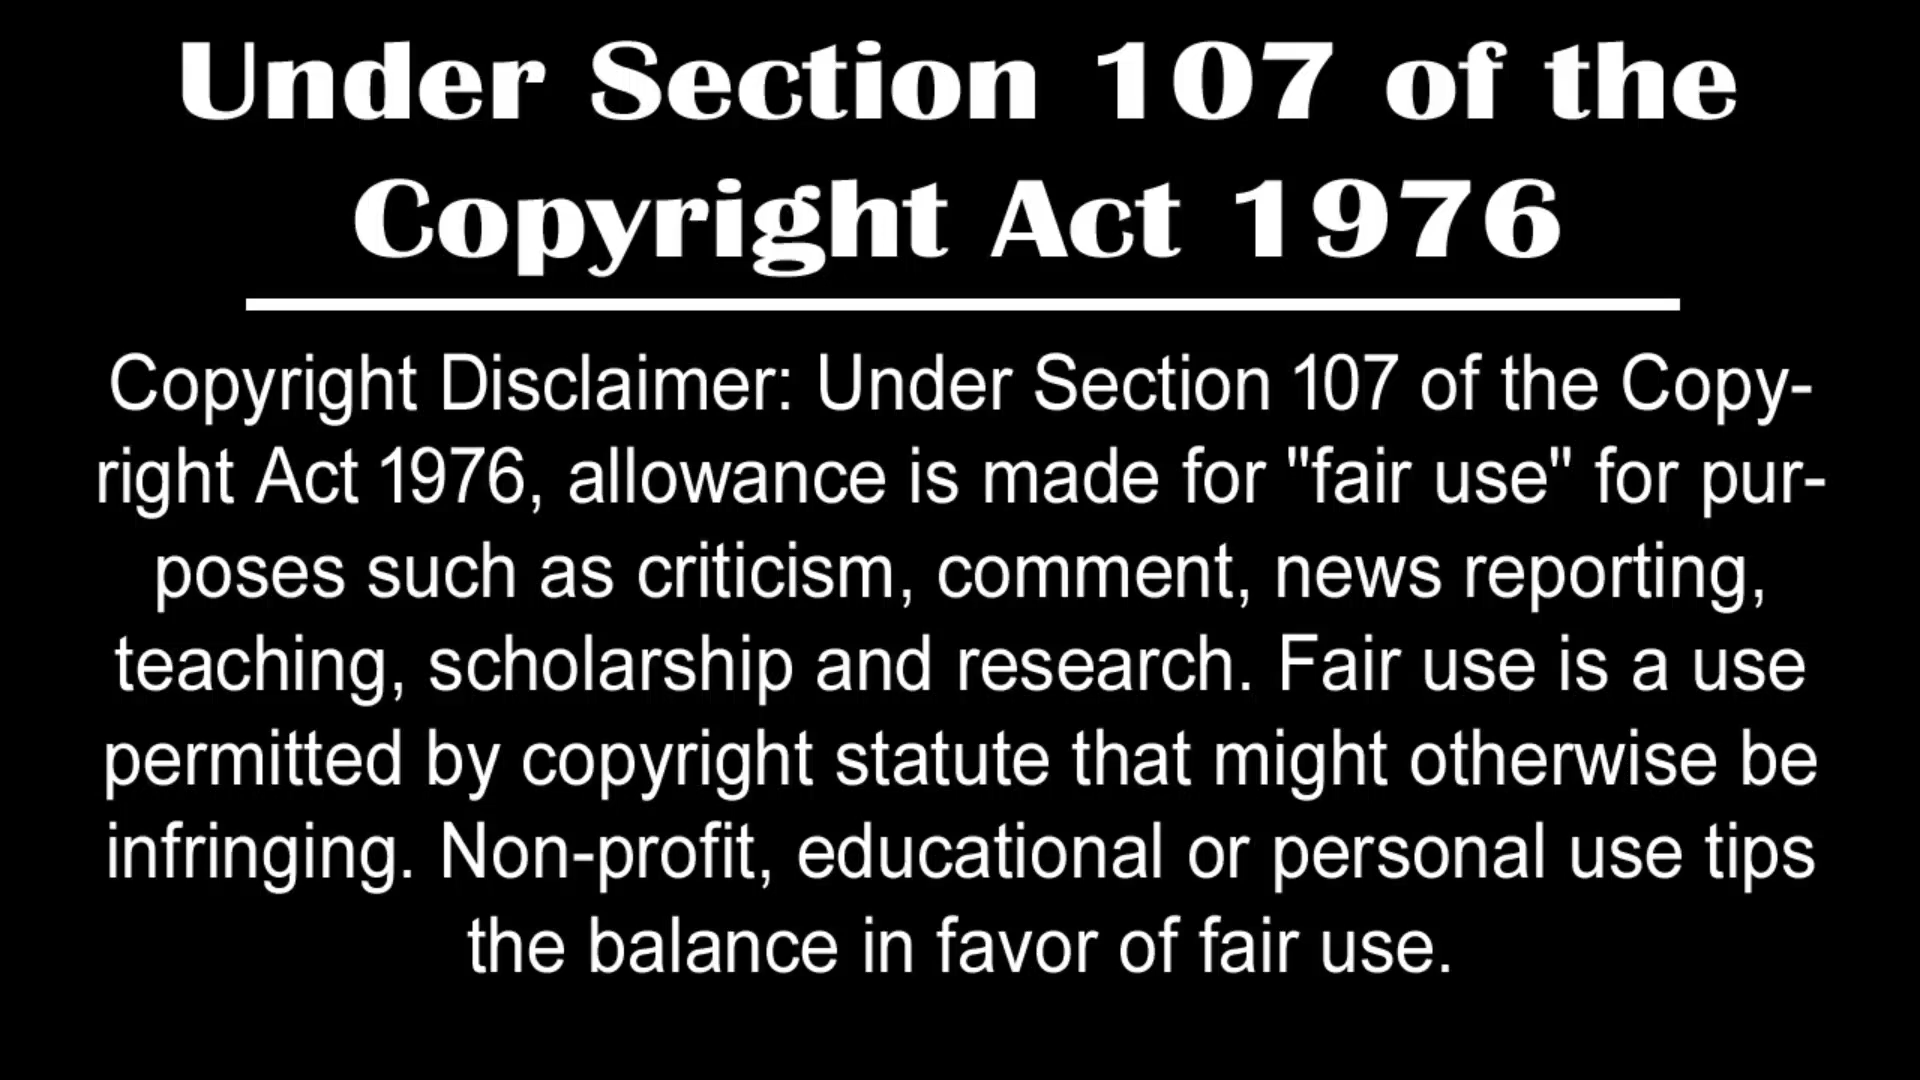 Under Section 107 of the
Copyright Act 1976
Copyright Disclaimer: Under Section 107 of the Copy-
right Act 1976, allowance is made for "fair use" for pur-
poses such as criticism, comment, news reporting,
teaching, scholarship and research. Fair use is a use
permitted by copyright statute that might otherwise be
infringing. Non-profit, educational or personal use tips
the balance in favor of fair use.